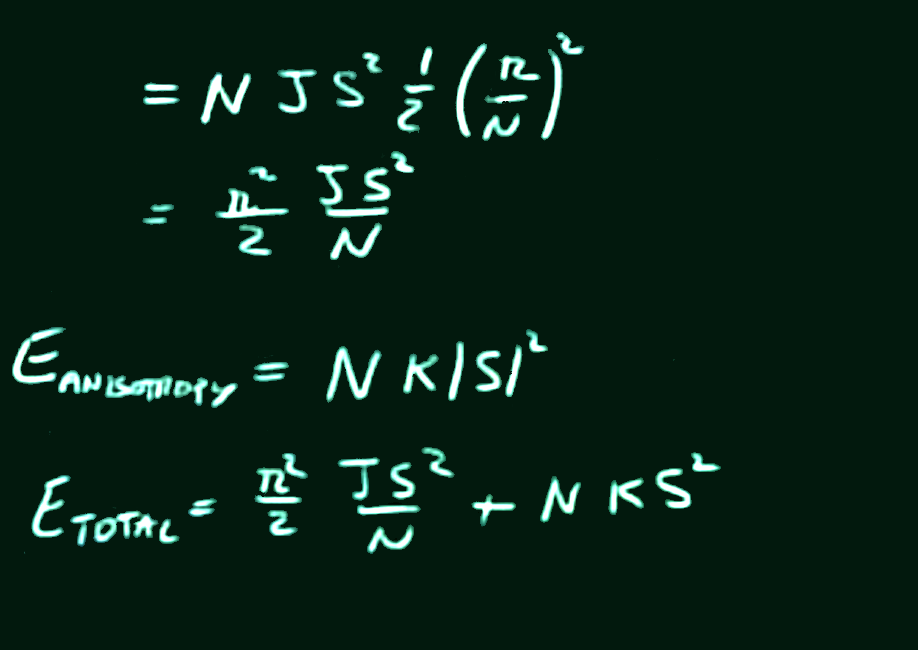 = N J S² 1/2 (π/N)²
= π²/2 JS²/N
E_ANISOTROPY = N K|S|²
E_TOTAL = π²/2 JS²/N + N K S²